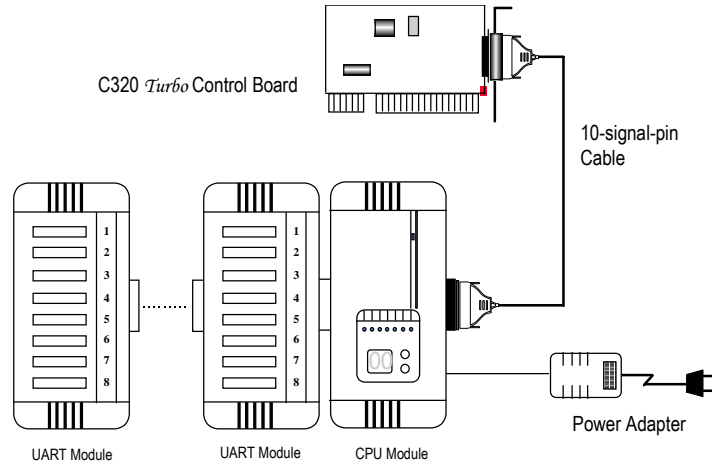 C320 Turbo Control Board
10-signal-pin
Cable
1
2
3
4
5
6
7
8
1
2
3
4
5
6
7
8
00
Power Adapter
UART Module
UART Module
CPU Module